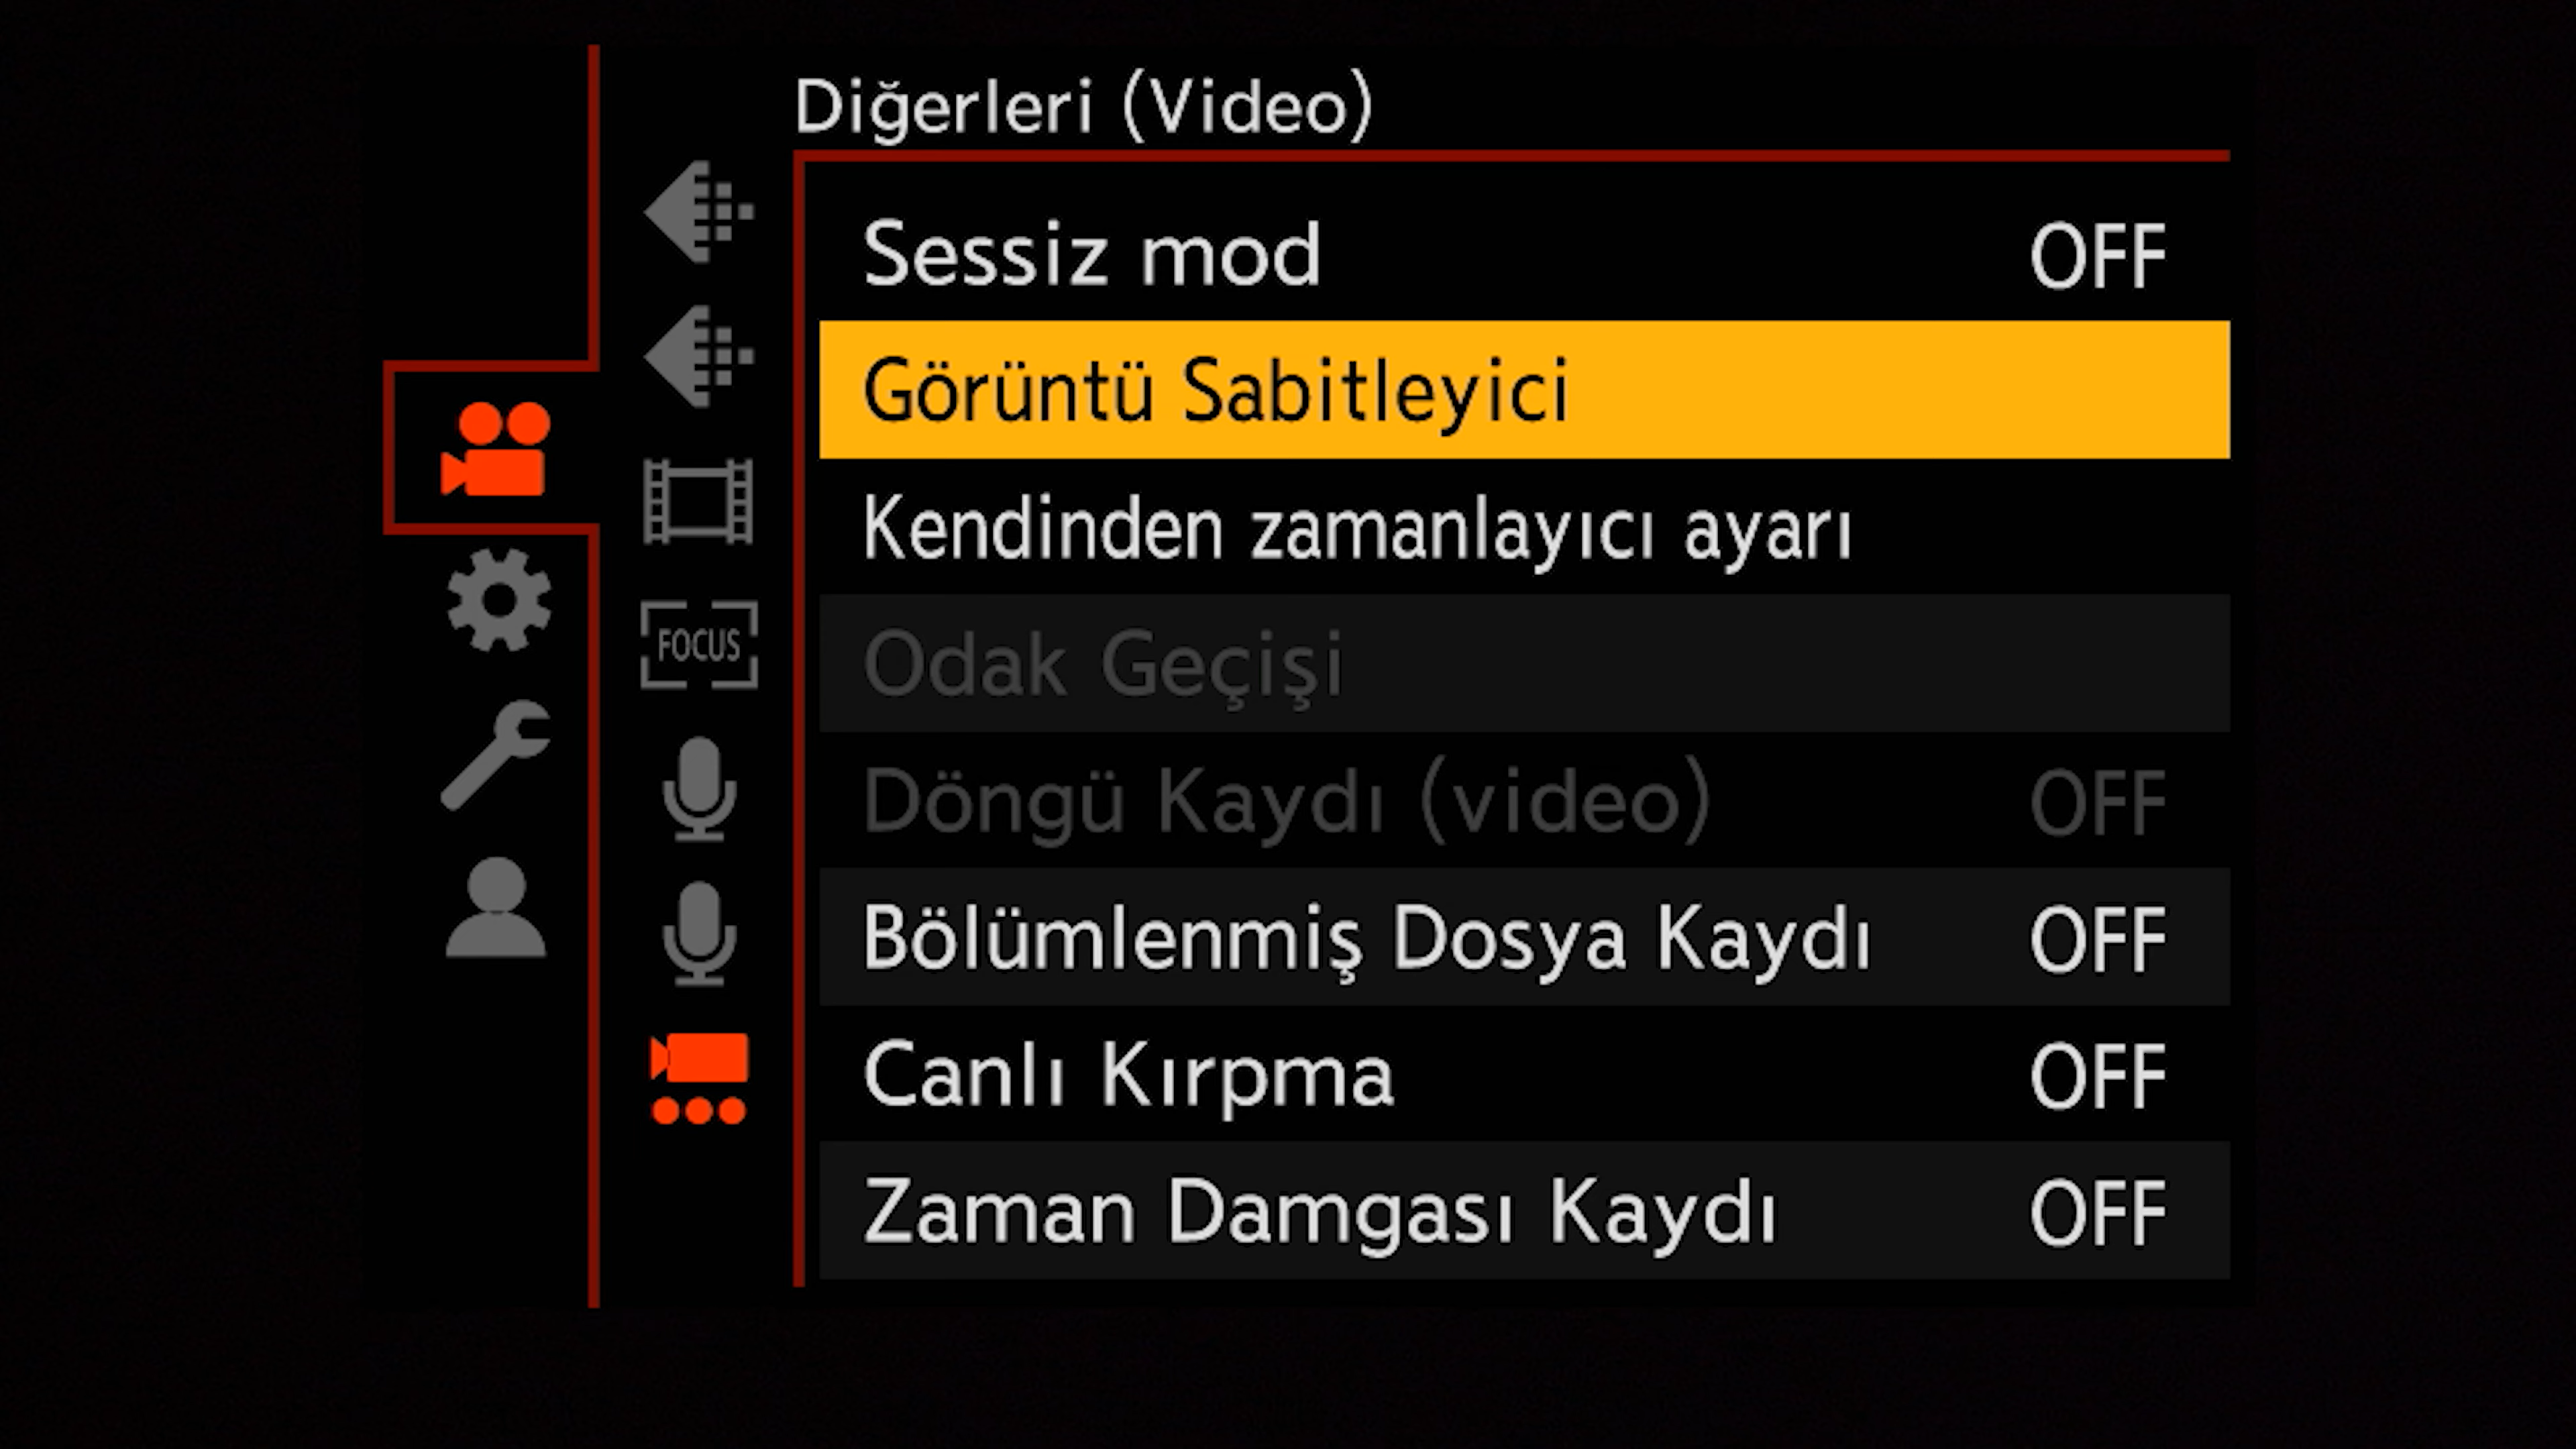 Diğerleri (Video)
Sessiz mod OFF
Görüntü Sabitleyici
Kendinden zamanlayıcı ayarı
FOCUS
Odak Geçişi
Döngü Kaydı (video) OFF
Bölümlenmiş Dosya Kaydı OFF
Canlı Kırpma OFF
Zaman Damgası Kaydı OFF